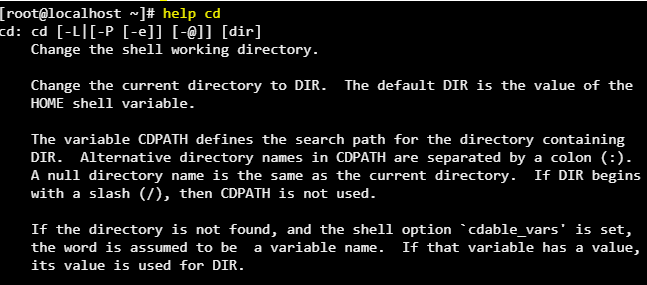 [root@localhost ~]# help cd
cd: cd [-L|[-P [-e]] [-@]] [dir]
Change the shell working directory.
Change the current directory to DIR.  The default DIR is the value of the
HOME shell variable.
The variable CDPATH defines the search path for the directory containing
DIR.  Alternative directory names in CDPATH are separated by a colon (:).
A null directory name is the same as the current directory.  If DIR begins
with a slash (/), then CDPATH is not used.
If the directory is not found, and the shell option `cdable_vars' is set,
the word is assumed to be  a variable name.  If that variable has a value,
its value is used for DIR.